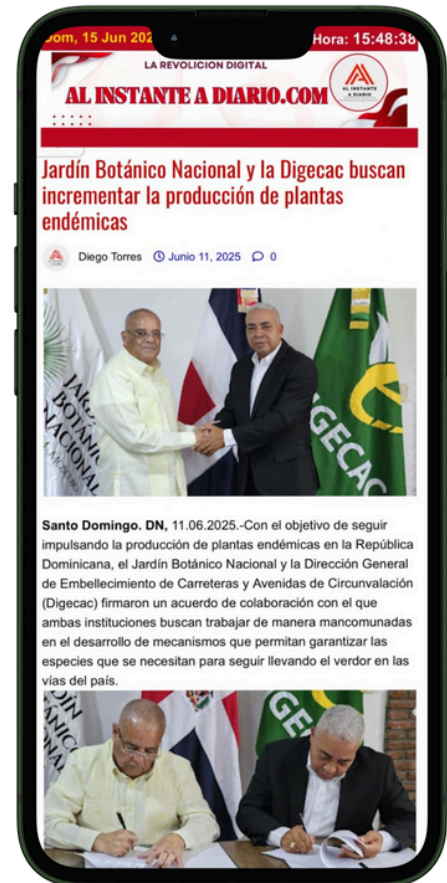 Dom, 15 Jun 202
Hora: 15:48:38
LA REVOLICION DIGITAL
AL INSTANTE A DIARIO.COM
AL INSTANTE
A DIARIO
Jardín Botánico Nacional y la Digecac buscan
incrementar la producción de plantas
endémicas
Diego Torres Junio 11, 2025 0
JARDÍN
BOTÁNICO
NACIONAL
DIGECAC
Santo Domingo. DN, 11.06.2025.-Con el objetivo de seguir
impulsando la producción de plantas endémicas en la República
Dominicana, el Jardín Botánico Nacional y la Dirección General
de Embellecimiento de Carreteras y Avenidas de Circunvalación
(Digecac) firmaron un acuerdo de colaboración con el que
ambas instituciones buscan trabajar de manera mancomunadas
en el desarrollo de mecanismos que permitan garantizar las
especies que se necesitan para seguir llevando el verdor en las
vías del país.